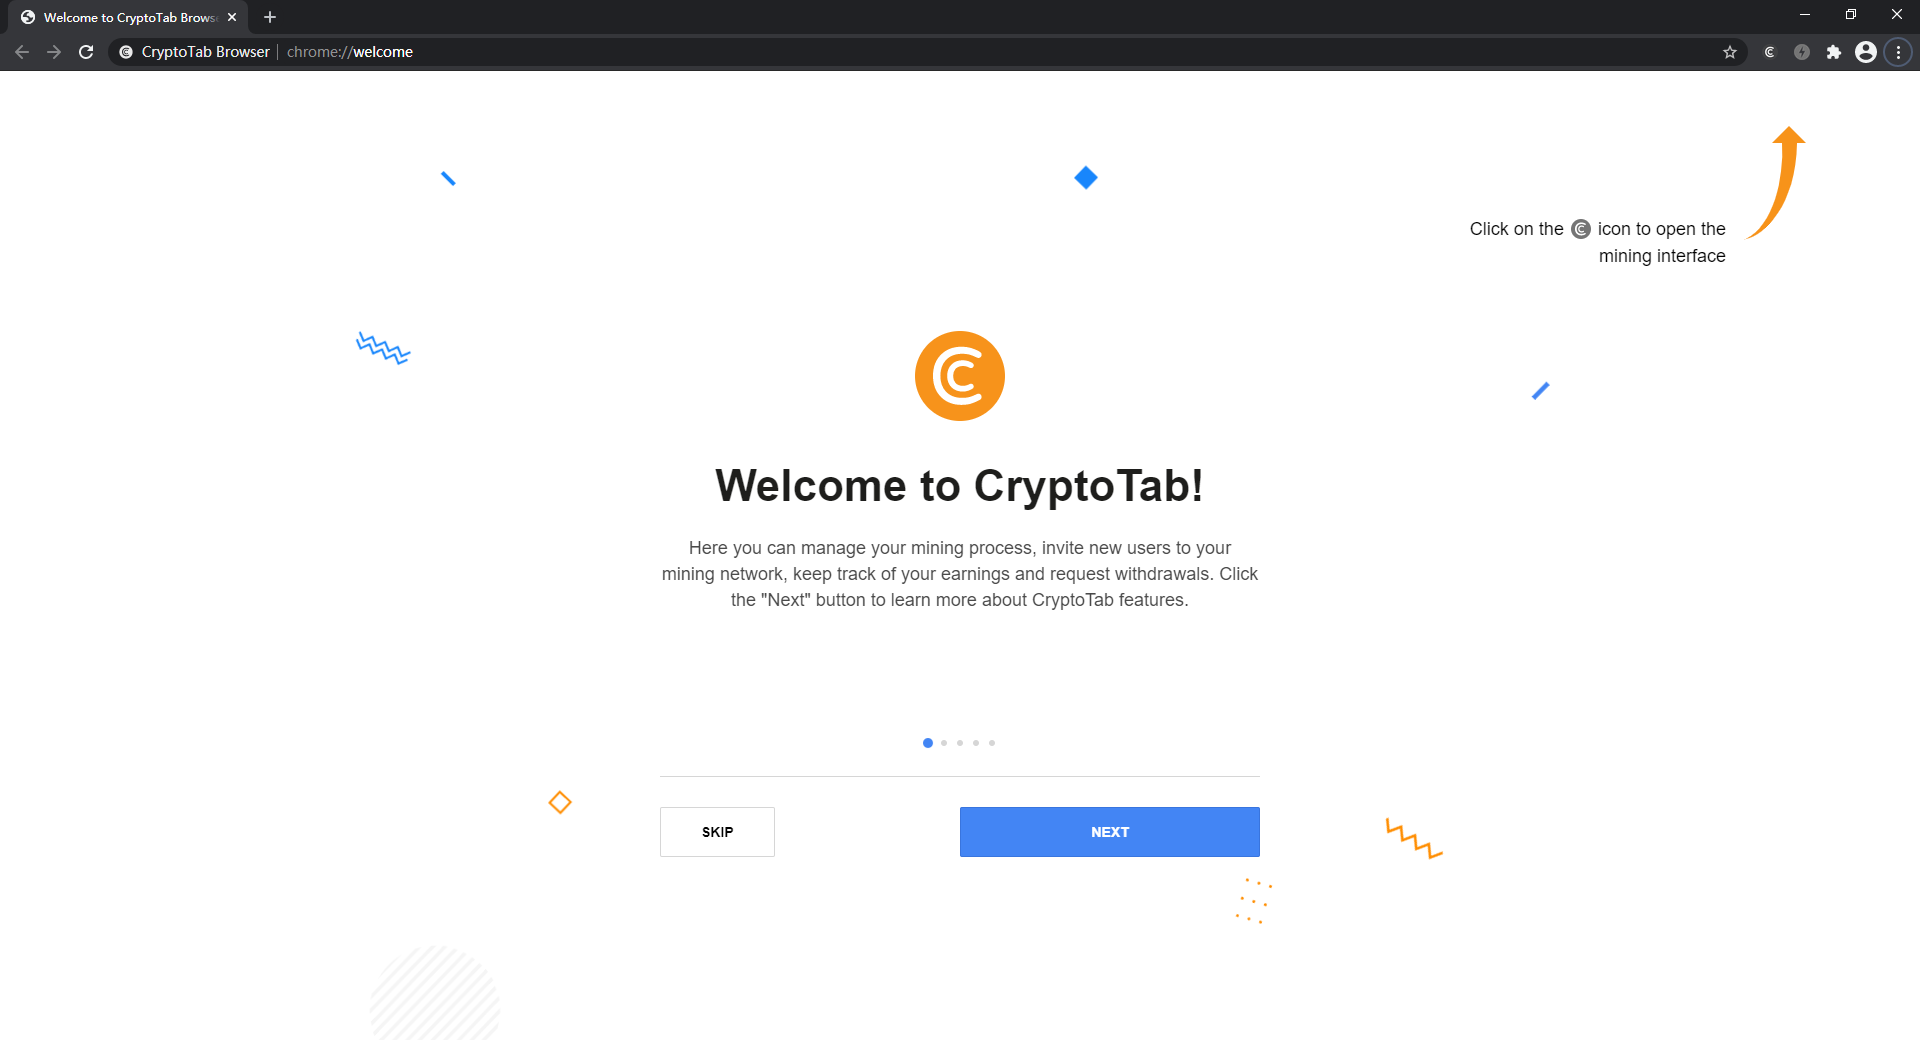 Welcome to CryptoTab Brows
CryptoTab Browser | chrome://welcome
Click on the icon to open the
mining interface
Welcome to CryptoTab!
Here you can manage your mining process, invite new users to your
mining network, keep track of your earnings and request withdrawals. Click
the "Next" button to learn more about CryptoTab features.
SKIP
NEXT